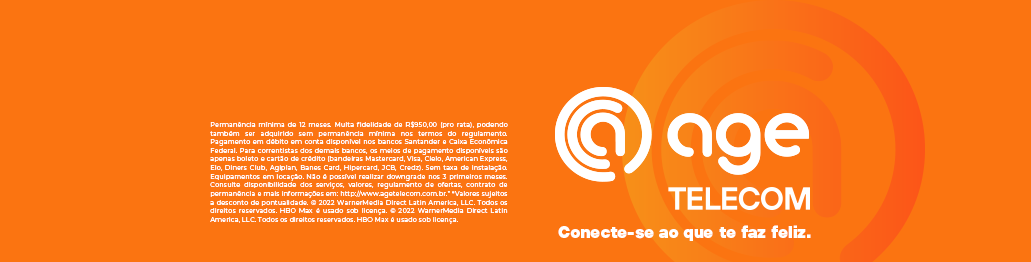 Permanência mínima de 12 meses. Multa fidelidade de R$950,00 (pro rata), podendo
também ser adquirido sem permanência mínima nos termos do regulamento.
Pagamento em débito em conta disponível nos bancos Santander e Caixa Econômica
Federal. Para correntistas dos demais bancos, os meios de pagamento disponíveis são
apenas boleto e cartão de crédito (bandeiras Mastercard, Visa, Cielo, American Express,
Elo, Diners Club, Agiplan, Banes Card, Hipercard, JCB, Credz). Sem taxa de instalação.
Equipamentos em locação. Não é possível realizar downgrade nos 3 primeiros meses.
Consulte disponibilidade dos serviços, valores, regulamento de ofertas, contrato de
permanência e mais informações em: http://www.agetelecom.com.br." *Valores sujeitos
a desconto de pontualidade. © 2022 WarnerMedia Direct Latin America, LLC. Todos os
direitos reservados. HBO Max é usado sob licença. © 2022 WarnerMedia Direct Latin
America, LLC. Todos os direitos reservados. HBO Max é usado sob licença.
age
TELECOM
Conecte-se ao que te faz feliz.